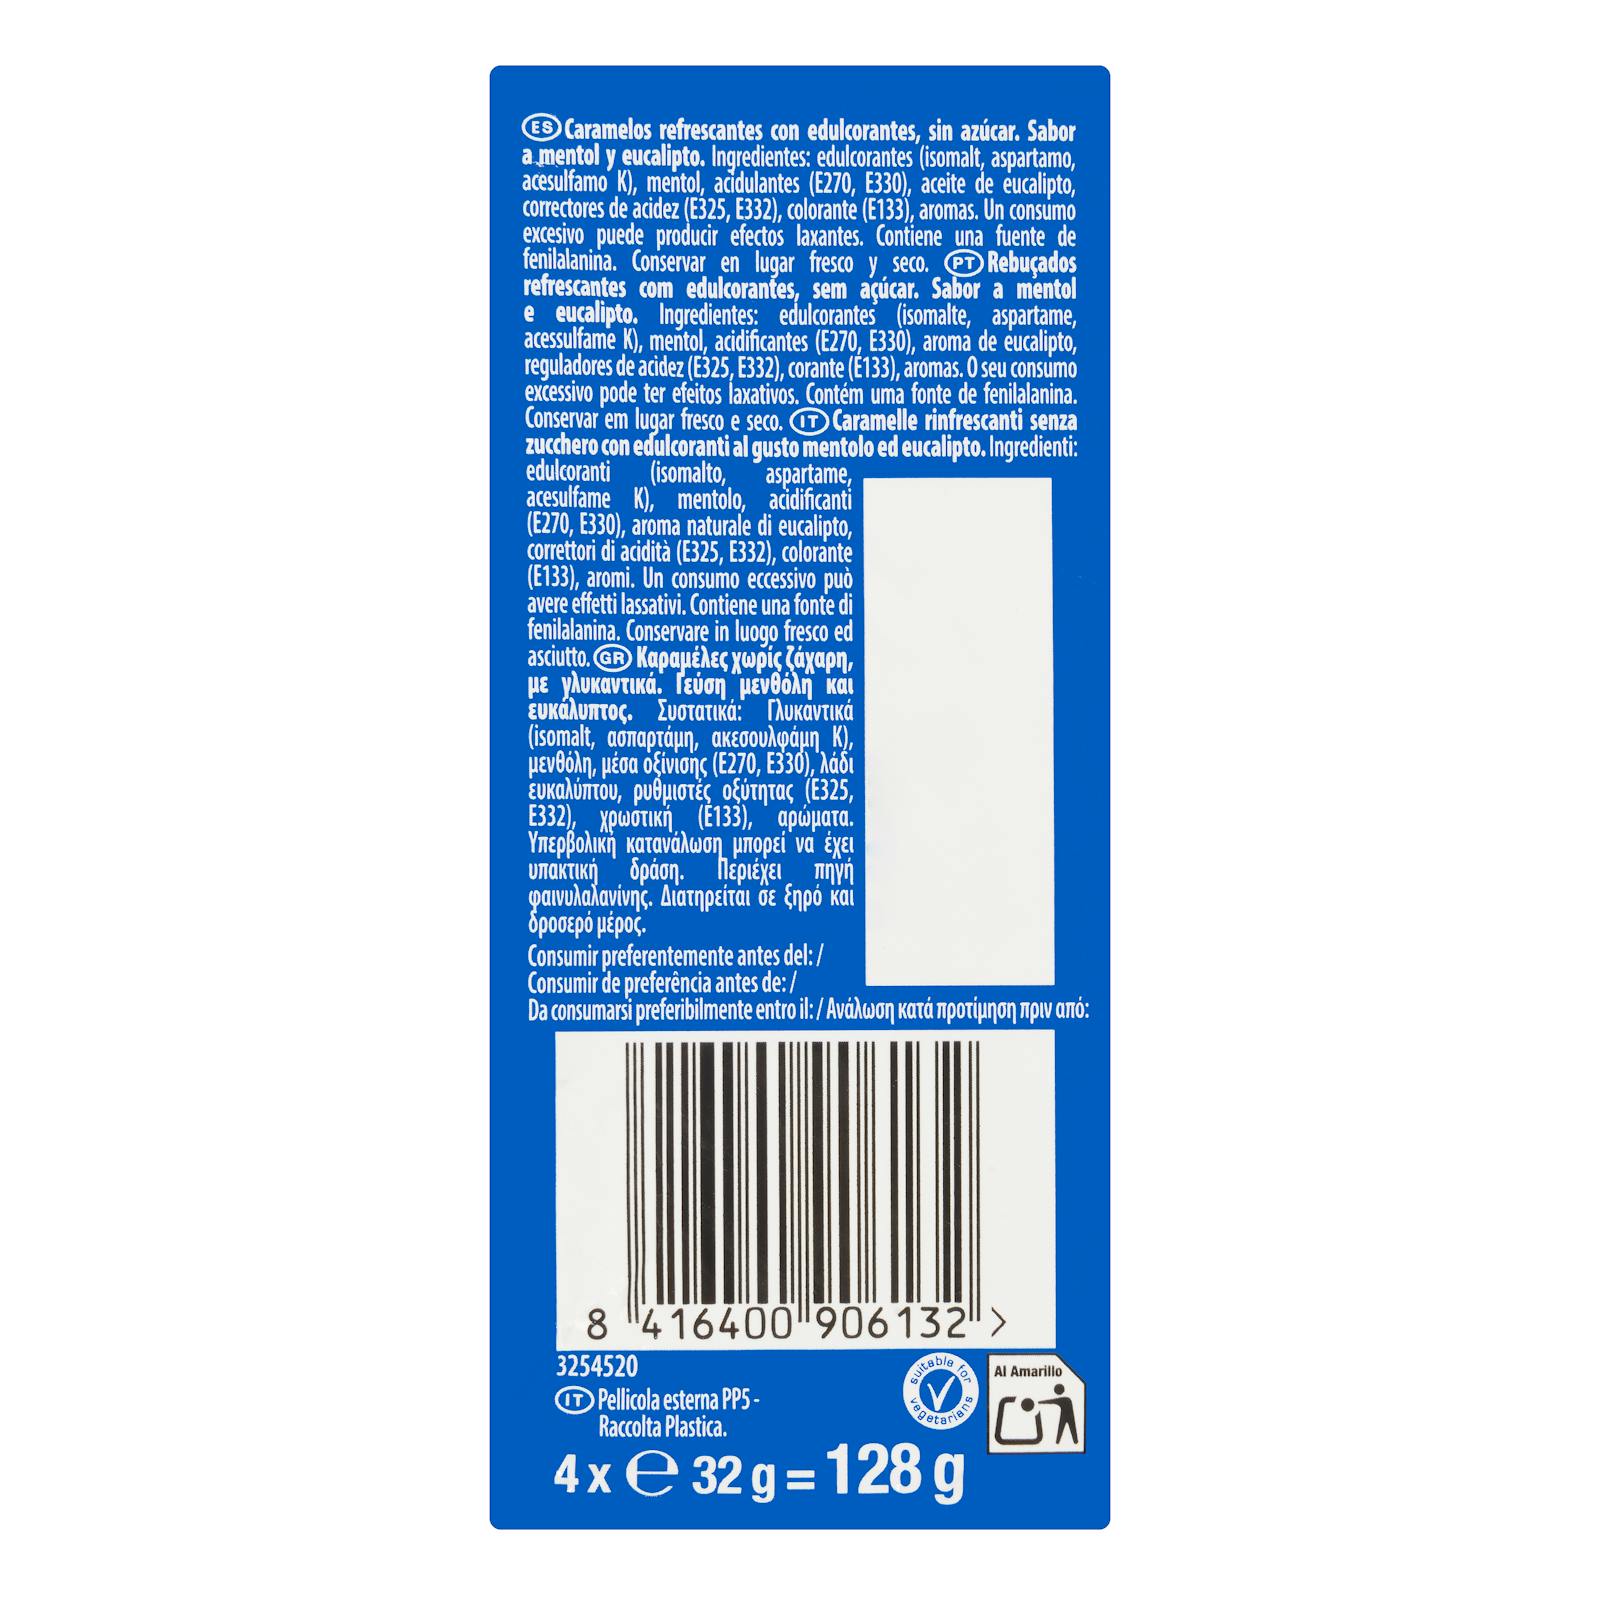 ES Caramelos refrescantes con edulcorantes, sin azúcar. Sabor
a mentol y eucalipto. Ingredientes: edulcorantes (isomalt, aspartamo,
acesulfamo K), mentol, acidulantes (E270, E330), aceite de eucalipto,
correctores de acidez (E325, E332), colorante (E133), aromas. Un consumo
excesivo puede producir efectos laxantes. Contiene una fuente de
fenilalanina. Conservar en lugar fresco y seco. PT Rebuçados
refrescantes com edulcorantes, sem açúcar. Sabor a mentol
e eucalipto. Ingredientes: edulcorantes (isomalte, aspartame,
acessulfame K), mentol, acidificantes (E270, E330), aroma de eucalipto,
reguladores de acidez (E325, E332), corante (E133), aromas. O seu consumo
excessivo pode ter efeitos laxativos. Contém uma fonte de fenilalanina.
Conservar em lugar fresco e seco. IT Caramelle rinfrescanti senza
zucchero con edulcoranti al gusto mentolo ed eucalipto. Ingredienti:
edulcoranti (isomalto, aspartame,
acesulfame K), mentolo, acidificanti
(E270, E330), aroma naturale di eucalipto,
correttori di acidità (E325, E332), colorante
(E133), aromi. Un consumo eccessivo può
avere effetti lassativi. Contiene una fonte di
fenilalanina. Conservare in luogo fresco ed
asciutto. GR Καραμέλες χωρίς ζάχαρη,
με γλυκαντικά. Γεύση μενθόλη και
ευκάλυπτος. Συστατικά: Γλυκαντικά
(isomalt, ασπαρτάμη, ακεσουλφάμη K),
μενθόλη, μέσα οξίνισης (E270, E330), λάδι
ευκαλύπτου, ρυθμιστές οξύτητας (E325,
E332), χρωστική (E133), αρώματα.
Υπερβολική κατανάλωση μπορεί να έχει
υπακτική δράση. Περιέχει πηγή
φαινυλαλανίνης. Διατηρείται σε ξηρό και
δροσερό μέρος.
Consumir preferentemente antes del: /
Consumir de preferência antes de: /
Da consumarsi preferibilmente entro il: / Ανάλωση κατά προτίμηση πριν από:
8 416400 906132 >
3254520
IT Pellicola esterna PP5 -
Raccolta Plastica.
suitable for vegetarians
Al Amarillo
4 x ℮ 32 g = 128 g